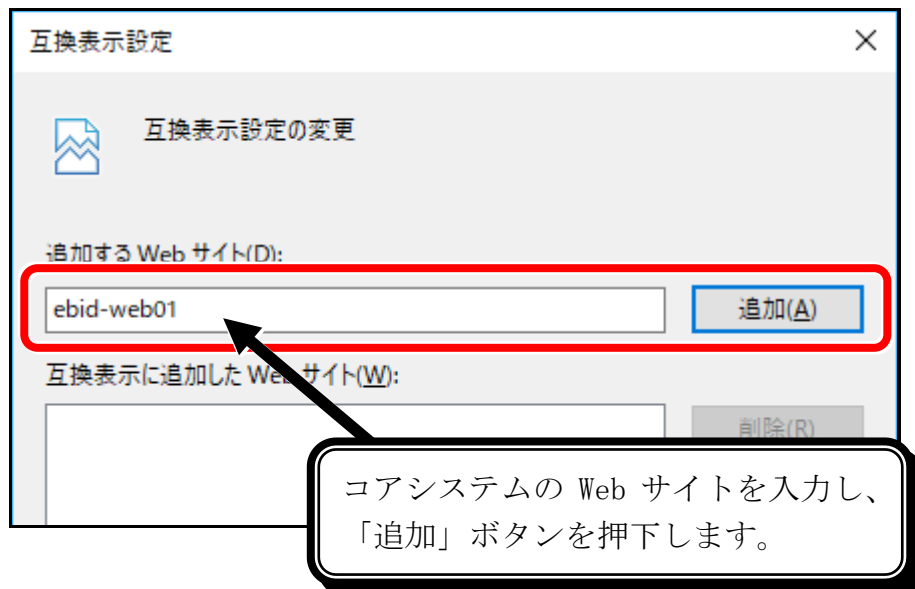 互換表示設定
互換表示設定の変更
追加する Web サイト(D):
ebid-web01
追加(A)
互換表示に追加した Web サイト(W):
削除(R)
コアシステムの Web サイトを入力し、
「追加」ボタンを押下します。